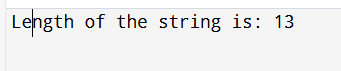 Length of the string is: 13